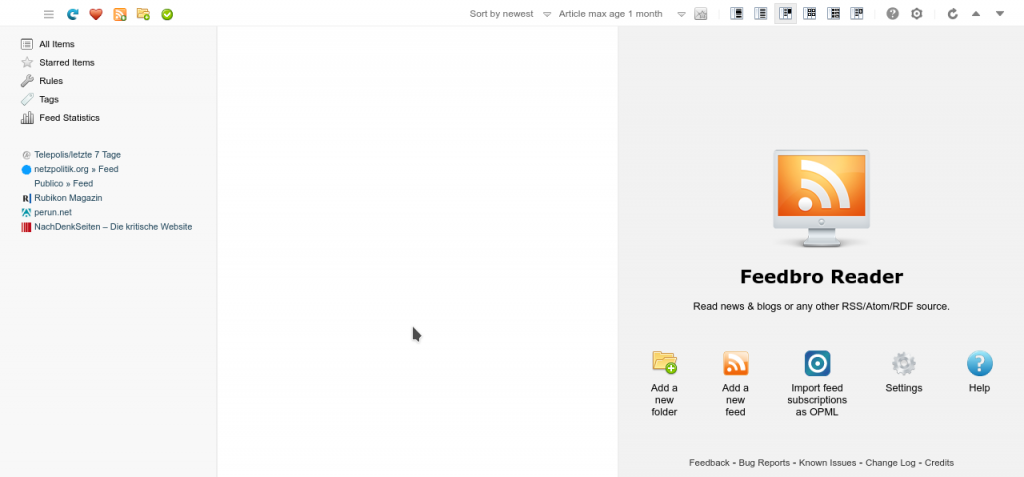 Sort by newest
Article max age 1 month
All Items
Starred Items
Rules
Tags
Feed Statistics
Telepolis/letzte 7 Tage
netzpolitik.org » Feed
Publico » Feed
Rubikon Magazin
perun.net
NachDenkSeiten – Die kritische Website
Feedbro Reader
Read news & blogs or any other RSS/Atom/RDF source.
Add a
new
folder
Add a
new
feed
Import feed
subscriptions
as OPML
Settings
Help
Feedback - Bug Reports - Known Issues - Change Log - Credits